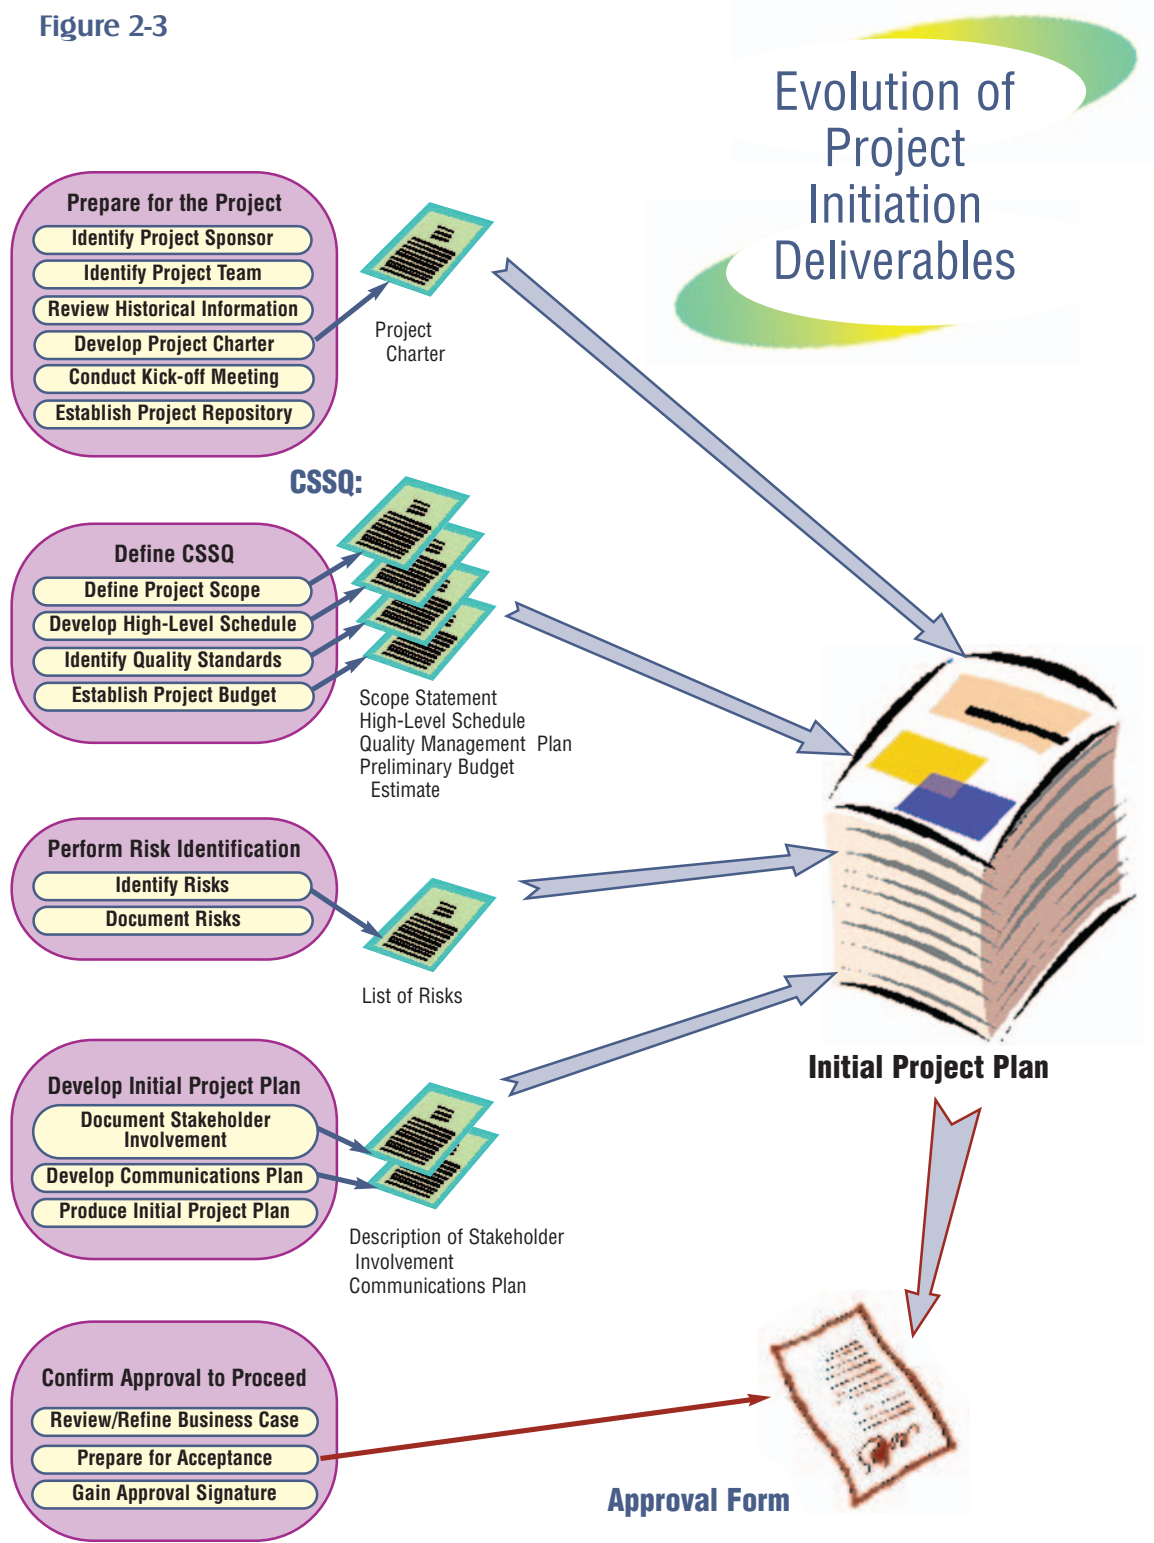 Figure 2-3
Evolution of
Project
Initiation
Deliverables
Prepare for the Project
Identify Project Sponsor
Identify Project Team
Review Historical Information
Develop Project Charter
Conduct Kick-off Meeting
Establish Project Repository
Project
Charter
CSSQ:
Define CSSQ
Define Project Scope
Develop High-Level Schedule
Identify Quality Standards
Establish Project Budget
Scope Statement
High-Level Schedule
Quality Management Plan
Preliminary Budget
Estimate
Perform Risk Identification
Identify Risks
Document Risks
List of Risks
Initial Project Plan
Develop Initial Project Plan
Document Stakeholder
Involvement
Develop Communications Plan
Produce Initial Project Plan
Description of Stakeholder
Involvement
Communications Plan
Confirm Approval to Proceed
Review/Refine Business Case
Prepare for Acceptance
Gain Approval Signature
Approval Form